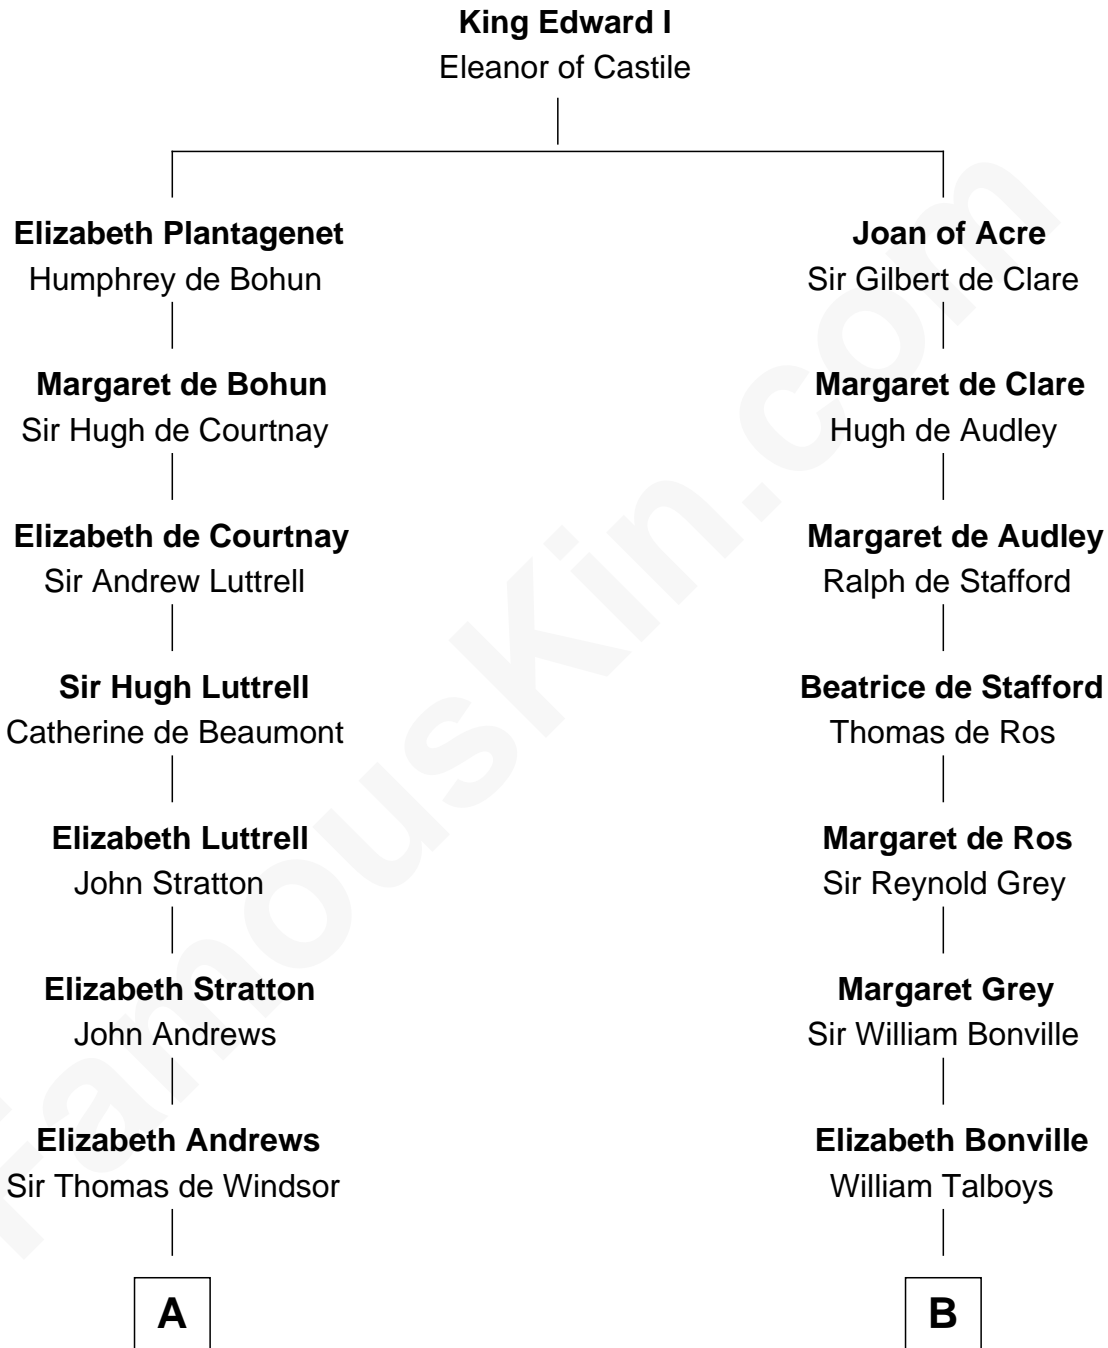 King Edward I
Eleanor of Castile
Elizabeth Plantagenet
Humphrey de Bohun
Joan of Acre
Sir Gilbert de Clare
Margaret de Bohun
Sir Hugh de Courtnay
Margaret de Clare
Hugh de Audley
Elizabeth de Courtnay
Sir Andrew Luttrell
Margaret de Audley
Ralph de Stafford
Sir Hugh Luttrell
Catherine de Beaumont
Beatrice de Stafford
Thomas de Ros
Elizabeth Luttrell
John Stratton
Margaret de Ros
Sir Reynold Grey
Elizabeth Stratton
John Andrews
Margaret Grey
Sir William Bonville
Elizabeth Andrews
Sir Thomas de Windsor
Elizabeth Bonville
William Talboys
A
B
FamousKin.com